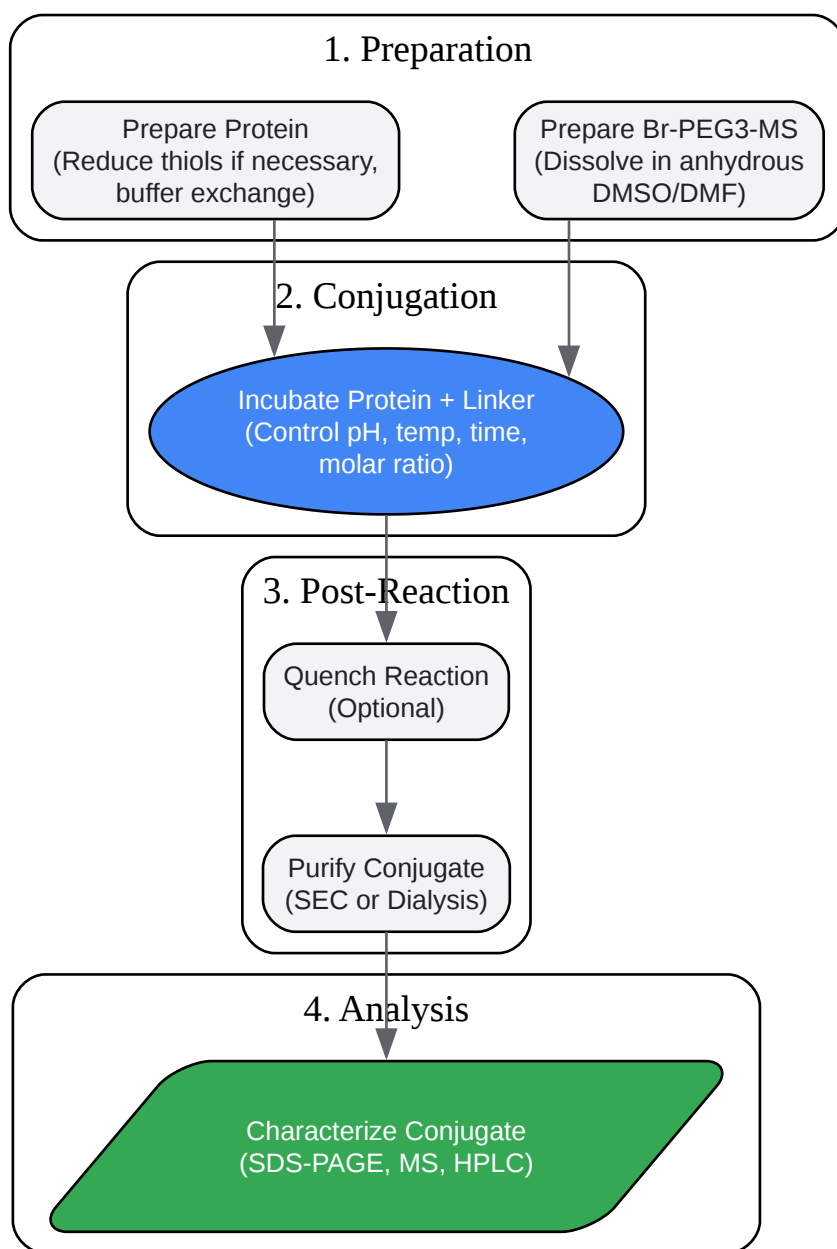 1. Preparation
Prepare Protein
(Reduce thiols if necessary,
buffer exchange)
Prepare Br-PEG3-MS
(Dissolve in anhydrous
DMSO/DMF)
2. Conjugation
Incubate Protein + Linker
(Control pH, temp, time,
molar ratio)
3. Post-Reaction
Quench Reaction
(Optional)
Purify Conjugate
(SEC or Dialysis)
4. Analysis
Characterize Conjugate
(SDS-PAGE, MS, HPLC)